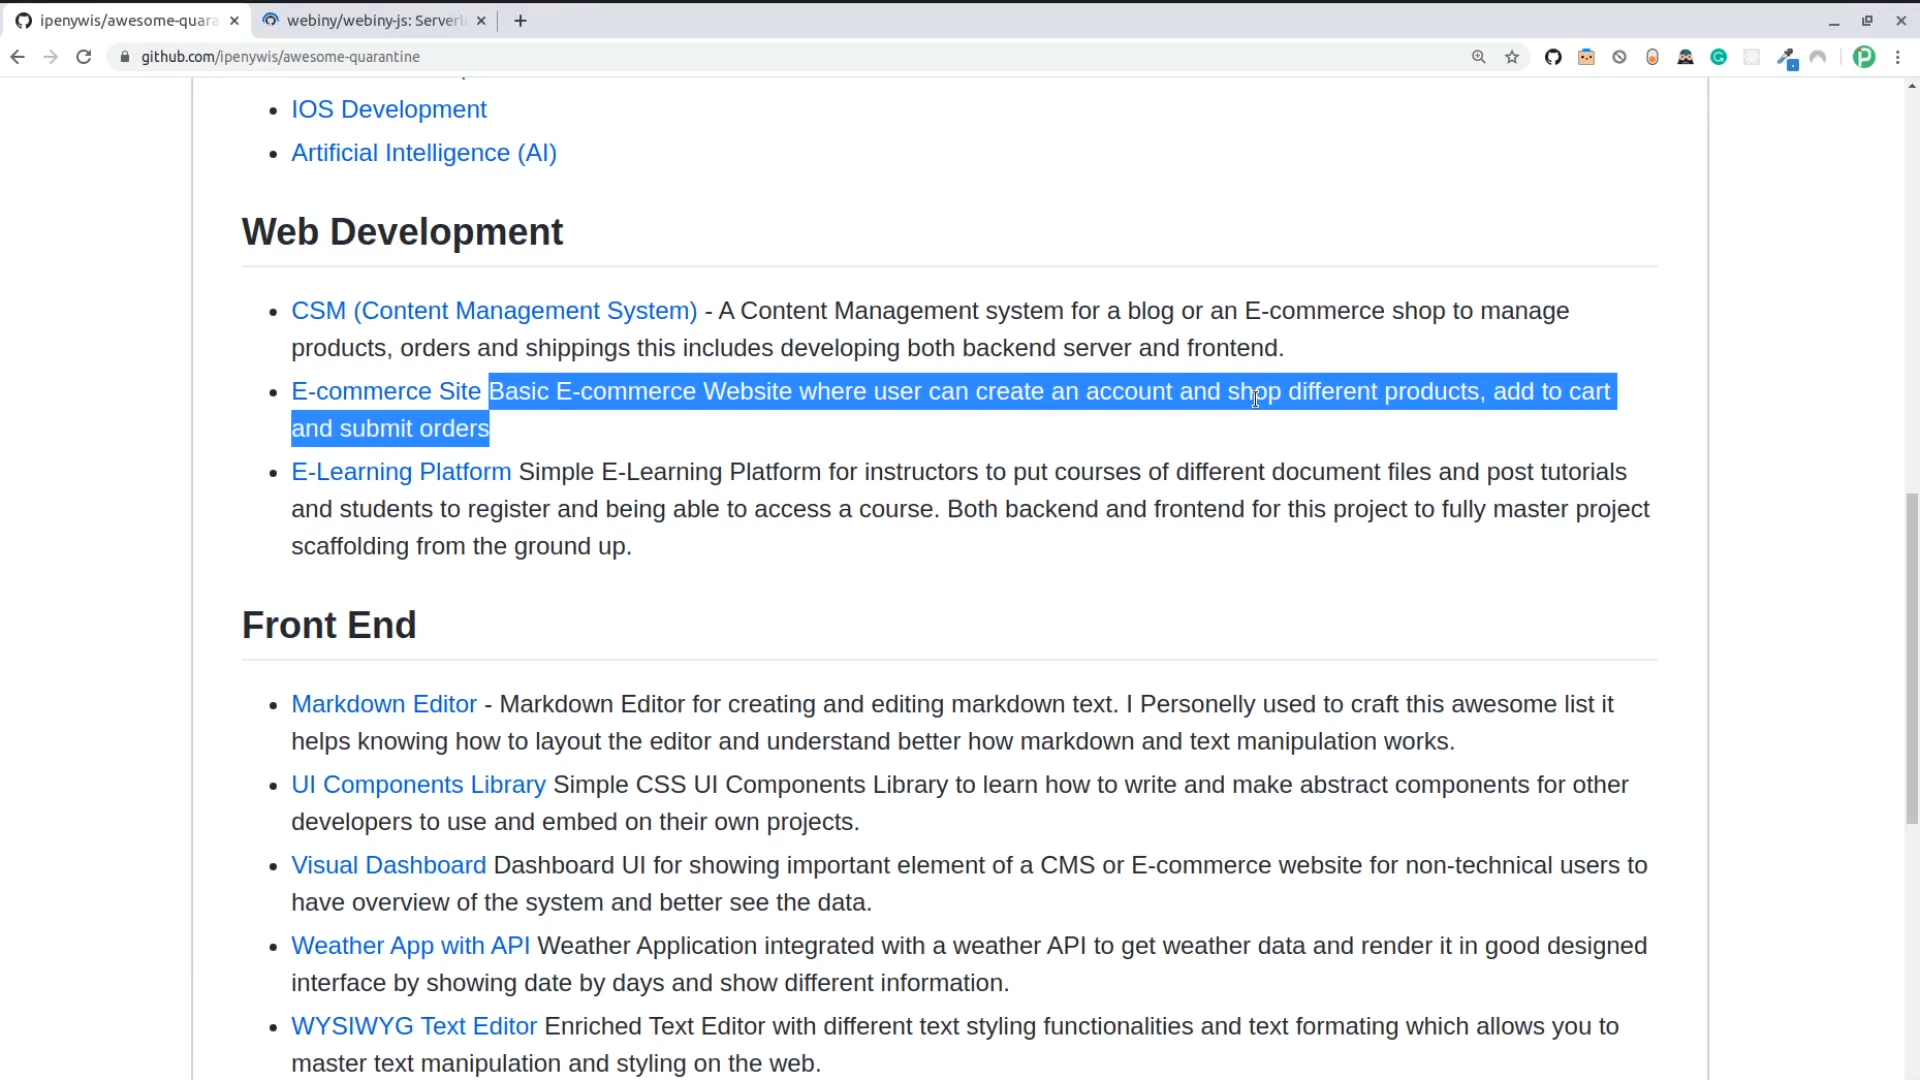 ipenywis/awesome-quara
webiny/webiny-js: Serverl
github.com/ipenywis/awesome-quarantine
IOS Development
Artificial Intelligence (AI)
Web Development
CSM (Content Management System) - A Content Management system for a blog or an E-commerce shop to manage
products, orders and shippings this includes developing both backend server and frontend.
E-commerce Site Basic E-commerce Website where user can create an account and shop different products, add to cart
and submit orders
E-Learning Platform Simple E-Learning Platform for instructors to put courses of different document files and post tutorials
and students to register and being able to access a course. Both backend and frontend for this project to fully master project
scaffolding from the ground up.
Front End
Markdown Editor - Markdown Editor for creating and editing markdown text. I Personelly used to craft this awesome list it
helps knowing how to layout the editor and understand better how markdown and text manipulation works.
UI Components Library Simple CSS UI Components Library to learn how to write and make abstract components for other
developers to use and embed on their own projects.
Visual Dashboard Dashboard UI for showing important element of a CMS or E-commerce website for non-technical users to
have overview of the system and better see the data.
Weather App with API Weather Application integrated with a weather API to get weather data and render it in good designed
interface by showing date by days and show different information.
WYSIWYG Text Editor Enriched Text Editor with different text styling functionalities and text formating which allows you to
master text manipulation and styling on the web.